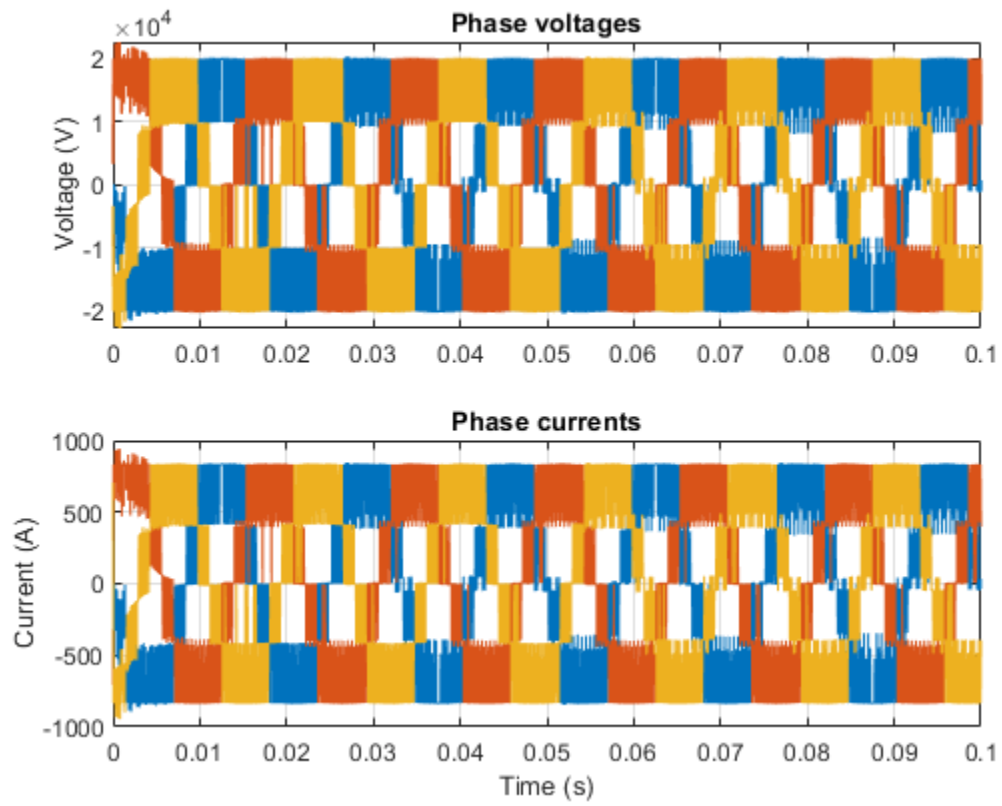 ×10⁴
Phase voltages
Voltage (V)
2
1
0
-1
-2
0 0.01 0.02 0.03 0.04 0.05 0.06 0.07 0.08 0.09 0.1
Phase currents
Current (A)
1000
500
0
-500
-1000
0 0.01 0.02 0.03 0.04 0.05 0.06 0.07 0.08 0.09 0.1
Time (s)